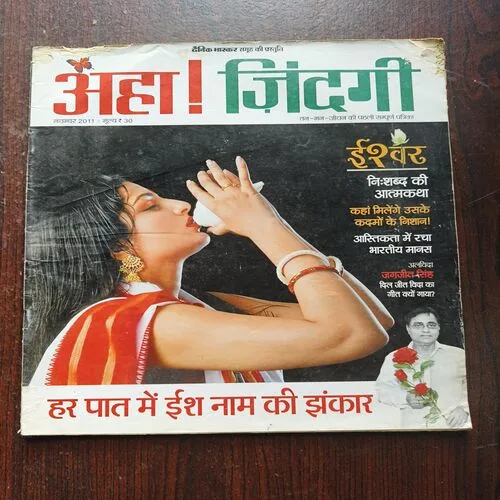 दैनिक भास्कर समूह की प्रस्तुति
अहा! ज़िंदगी
नवम्बर 2011 : मूल्य ₹ 30
तन-मन-जीवन की पहली सम्पूर्ण पत्रिका
ईश्वर
निःशब्द की
आत्मकथा
कहां मिलेंगे उसके
कदमों के निशान!
आस्तिकता में रचा
भारतीय मानस
अलविदा
जगजीत सिंह
दिल जीत विदा का
गीत क्यों गाया?
हर पात में ईश नाम की झंकार